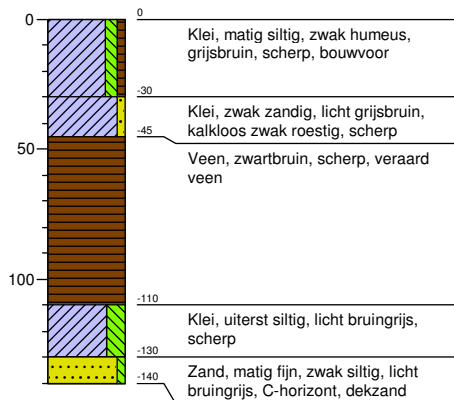 0
0
Klei, matig siltig, zwak humeus,
grijsbruin, scherp, bouwvoor
-30
Klei, zwak zandig, licht grijsbruin,
kalkloos zwak roestig, scherp
-45
50
Veen, zwartbruin, scherp, veraard
veen
100
-110
Klei, uiterst siltig, licht bruingrijs,
scherp
-130
Zand, matig fijn, zwak siltig, licht
bruingrijs, C-horizont, dekzand
-140